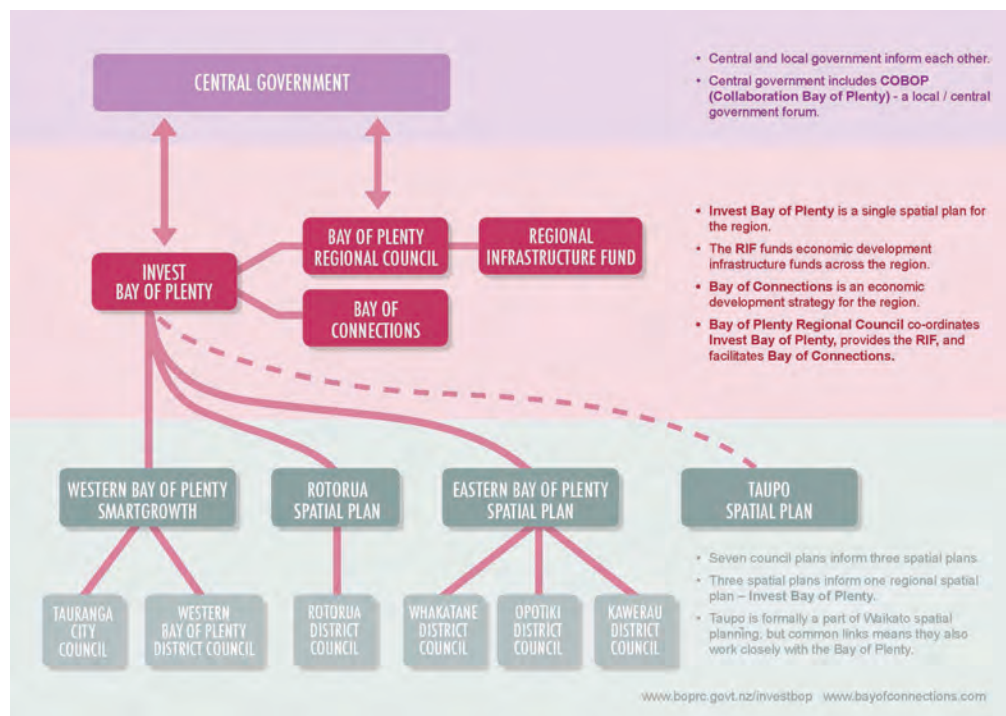 CENTRAL GOVERNMENT
• Central and local government inform each other.
• Central government includes COBOP
(Collaboration Bay of Plenty) - a local / central
government forum.
INVEST
BAY OF PLENTY
BAY OF PLENTY
REGIONAL COUNCIL
REGIONAL
INFRASTRUCTURE FUND
BAY OF
CONNECTIONS
• Invest Bay of Plenty is a single spatial plan for
the region.
• The RIF funds economic development
infrastructure funds across the region.
• Bay of Connections is an economic
development strategy for the region.
• Bay of Plenty Regional Council co-ordinates
Invest Bay of Plenty, provides the RIF, and
facilitates Bay of Connections.
WESTERN BAY OF PLENTY
SMARTGROWTH
ROTORUA
SPATIAL PLAN
EASTERN BAY OF PLENTY
SPATIAL PLAN
TAUPO
SPATIAL PLAN
TAURANGA
CITY
COUNCIL
WESTERN
BAY OF PLENTY
DISTRICT COUNCIL
ROTORUA
DISTRICT
COUNCIL
WHAKATANE
DISTRICT
COUNCIL
OPOTIKI
DISTRICT
COUNCIL
KAWERAU
DISTRICT
COUNCIL
• Seven council plans inform three spatial plans.
• Three spatial plans inform one regional spatial
plan – Invest Bay of Plenty.
• Taupo is formally a part of Waikato spatial
planning, but common links means they also
work closely with the Bay of Plenty.
www.boprc.govt.nz/investbop www.bayofconnections.com